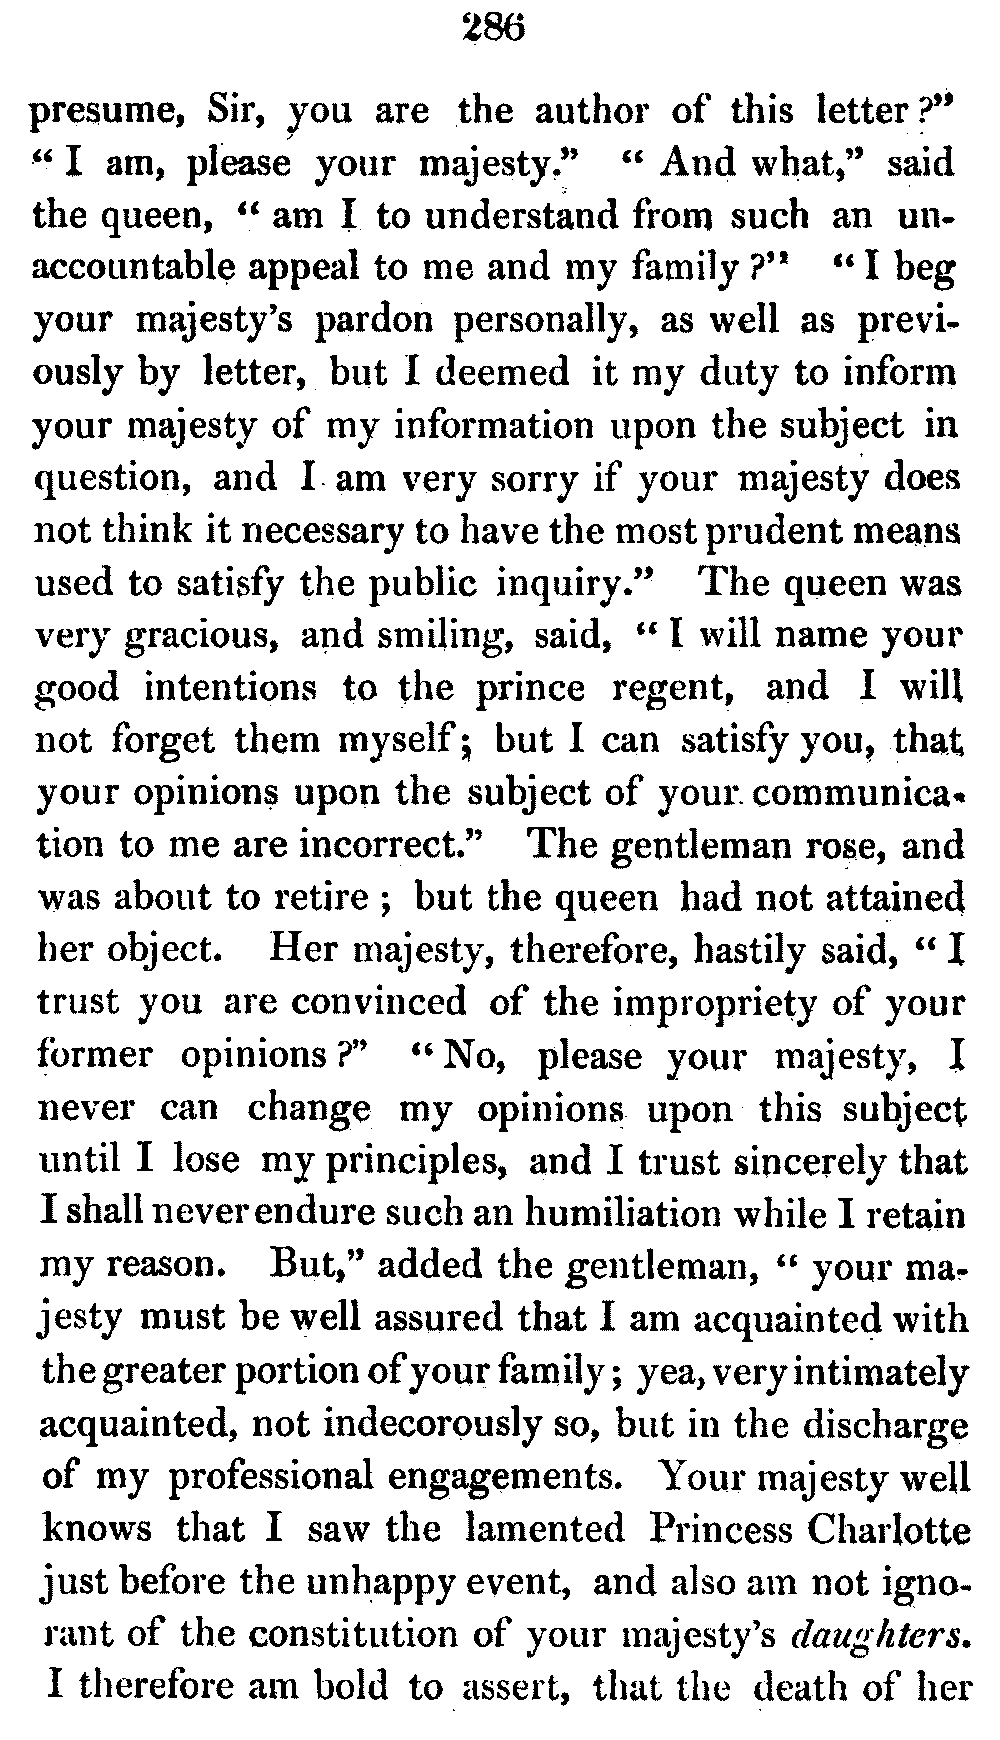 286
presume, Sir, you are the author of this letter?"
"I am, please your majesty." "And what," said
the queen, "am I to understand from such an un-
accountable appeal to me and my family?" "I beg
your majesty's pardon personally, as well as previ-
ously by letter, but I deemed it my duty to inform
your majesty of my information upon the subject in
question, and I am very sorry if your majesty does
not think it necessary to have the most prudent means
used to satisfy the public inquiry." The queen was
very gracious, and smiling, said, "I will name your
good intentions to the prince regent, and I will
not forget them myself; but I can satisfy you, that
your opinions upon the subject of your communica-
tion to me are incorrect." The gentleman rose, and
was about to retire; but the queen had not attained
her object. Her majesty, therefore, hastily said, "I
trust you are convinced of the impropriety of your
former opinions?" "No, please your majesty, I
never can change my opinions upon this subject
until I lose my principles, and I trust sincerely that
I shall never endure such an humiliation while I retain
my reason. But," added the gentleman, "your ma-
jesty must be well assured that I am acquainted with
the greater portion of your family; yea, very intimately
acquainted, not indecorously so, but in the discharge
of my professional engagements. Your majesty well
knows that I saw the lamented Princess Charlotte
just before the unhappy event, and also am not igno-
rant of the constitution of your majesty's daughters.
I therefore am bold to assert, that the death of her